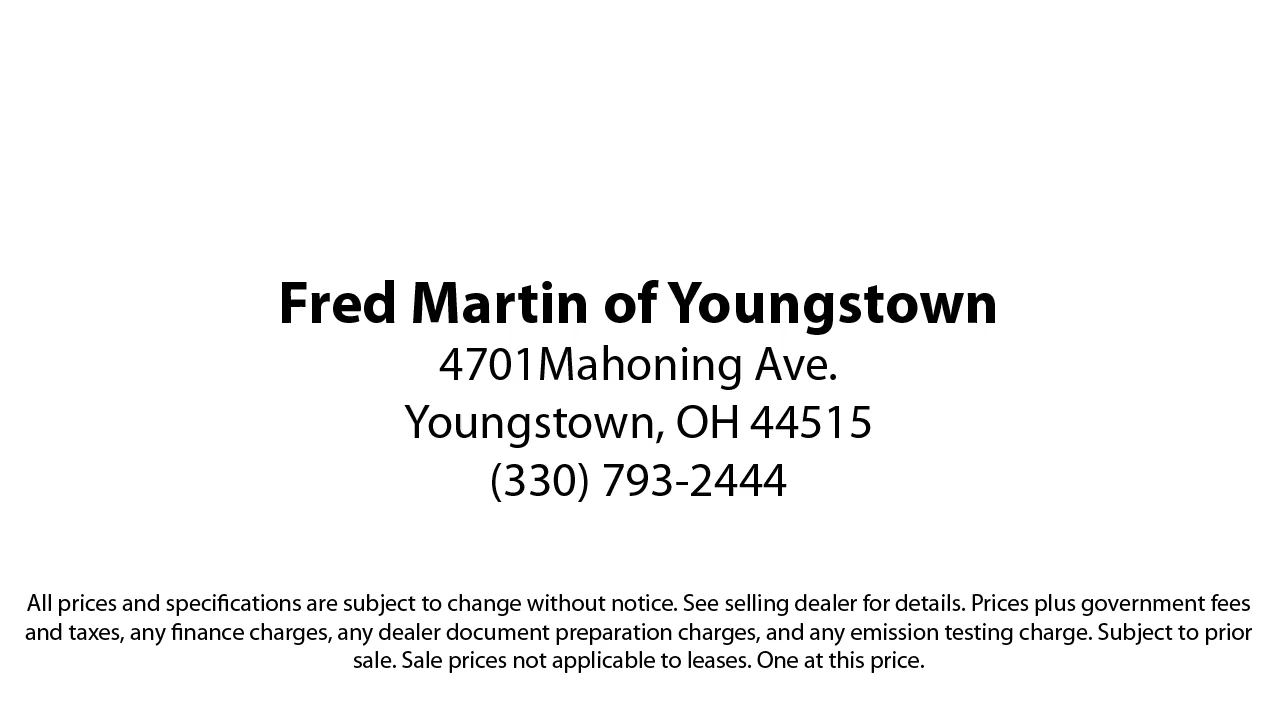 Fred Martin of Youngstown
4701Mahoning Ave.
Youngstown, OH 44515
(330) 793-2444
All prices and specifications are subject to change without notice. See selling dealer for details. Prices plus government fees
and taxes, any finance charges, any dealer document preparation charges, and any emission testing charge. Subject to prior
sale. Sale prices not applicable to leases. One at this price.